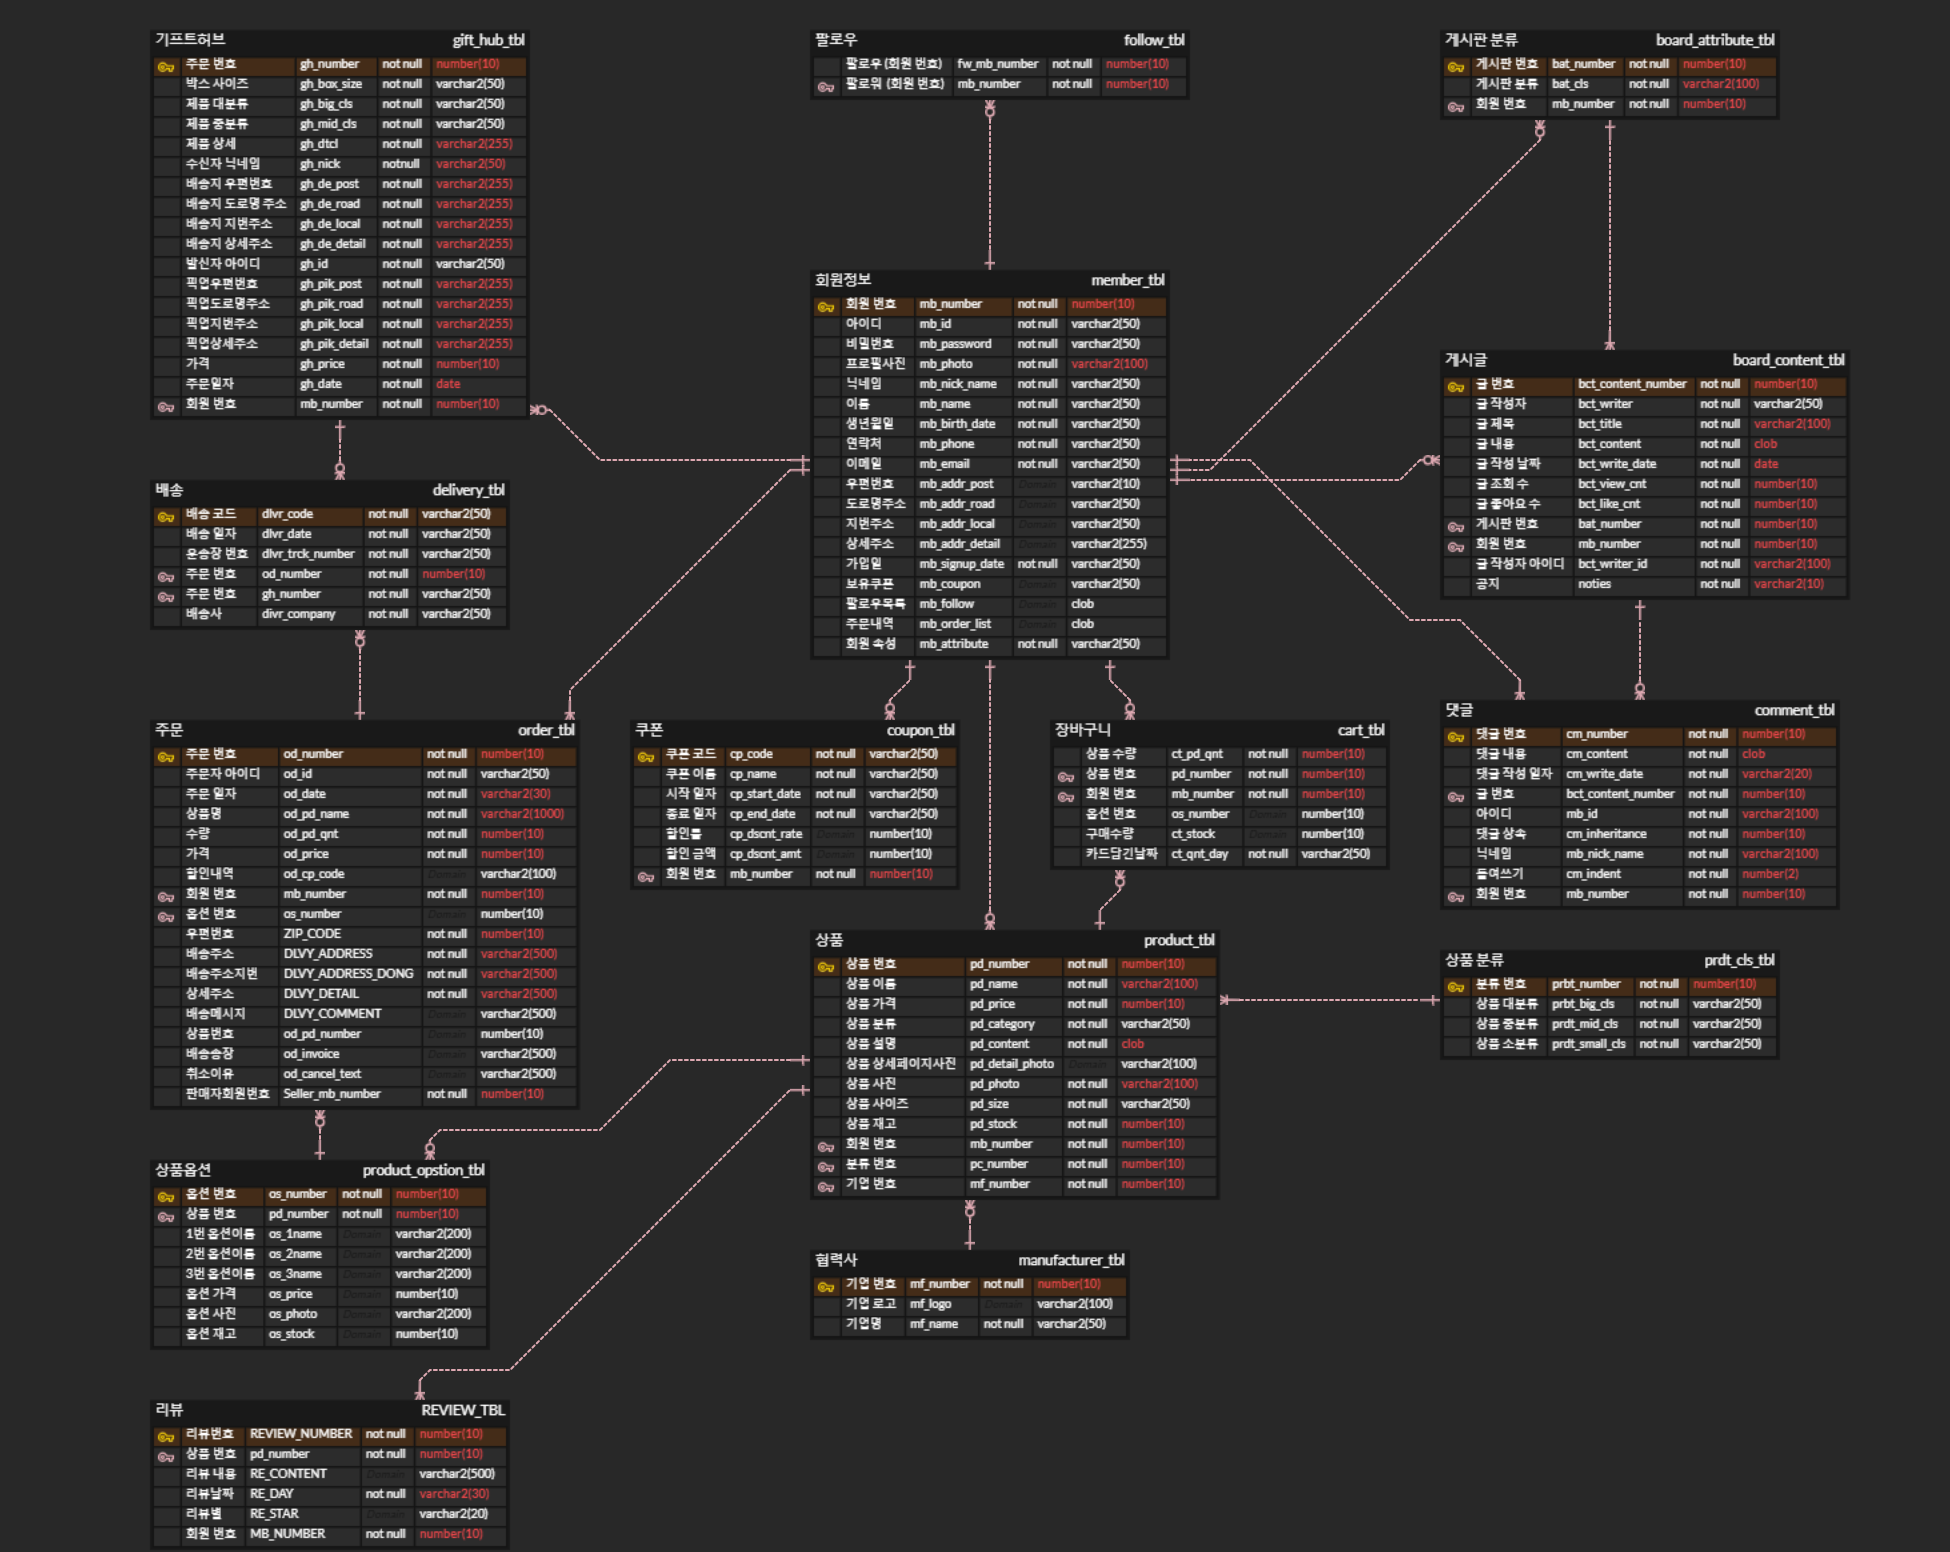 기프트허브 gift_hub_tbl
주문 번호 gh_number not null number(10)
박스 사이즈 gh_box_size not null varchar2(50)
제품 대분류 gh_big_cls not null varchar2(50)
제품 중분류 gh_mid_cls not null varchar2(50)
제품 상세 gh_dtcl not null varchar2(255)
수신자 닉네임 gh_nick notnull varchar2(50)
배송지 우편번호 gh_de_post not null varchar2(255)
배송지 도로명 주소 gh_de_road not null varchar2(255)
배송지 지번주소 gh_de_local not null varchar2(255)
배송지 상세주소 gh_de_detail not null varchar2(255)
발신자 아이디 gh_id not null varchar2(50)
픽업우편번호 gh_pik_post not null varchar2(255)
픽업도로명주소 gh_pik_road not null varchar2(255)
픽업지번주소 gh_pik_local not null varchar2(255)
픽업상세주소 gh_pik_detail not null varchar2(255)
가격 gh_price not null number(10)
주문일자 gh_date not null date
회원 번호 mb_number not null number(10)
팔로우 follow_tbl
팔로우 (회원 번호) fw_mb_number not null number(10)
팔로워 (회원 번호) mb_number not null number(10)
게시판 분류 board_attribute_tbl
게시판 번호 bat_number not null number(10)
게시판 분류 bat_cls not null varchar2(100)
회원 번호 mb_number not null number(10)
회원정보 member_tbl
회원 번호 mb_number not null number(10)
아이디 mb_id not null varchar2(50)
비밀번호 mb_password not null varchar2(50)
프로필사진 mb_photo not null varchar2(100)
닉네임 mb_nick_name not null varchar2(50)
이름 mb_name not null varchar2(50)
생년월일 mb_birth_date not null varchar2(50)
연락처 mb_phone not null varchar2(50)
이메일 mb_email not null varchar2(50)
우편번호 mb_addr_post Domain varchar2(10)
도로명주소 mb_addr_road Domain varchar2(50)
지번주소 mb_addr_local Domain varchar2(50)
상세주소 mb_addr_detail Domain varchar2(255)
가입일 mb_signup_date not null varchar2(50)
보유쿠폰 mb_coupon Domain varchar2(50)
팔로우목록 mb_follow Domain clob
주문내역 mb_order_list Domain clob
회원 속성 mb_attribute not null varchar2(50)
게시글 board_content_tbl
글 번호 bct_content_number not null number(10)
글 작성자 bct_writer not null varchar2(50)
글 제목 bct_title not null varchar2(100)
글 내용 bct_content not null clob
글 작성 날짜 bct_write_date not null date
글 조회 수 bct_view_cnt not null number(10)
글 좋아요 수 bct_like_cnt not null number(10)
게시판 번호 bat_number not null number(10)
회원 번호 mb_number not null number(10)
글 작성자 아이디 bct_writer_id not null varchar2(100)
공지 noties not null varchar2(10)
배송 delivery_tbl
배송 코드 dlvr_code not null varchar2(50)
배송 일자 dlvr_date not null varchar2(50)
운송장 번호 dlvr_trck_number not null varchar2(50)
주문 번호 od_number not null number(10)
주문 번호 gh_number not null varchar2(50)
배송사 divr_company not null varchar2(50)
주문 order_tbl
주문 번호 od_number not null number(10)
주문자 아이디 od_id not null varchar2(50)
주문 일자 od_date not null varchar2(30)
상품명 od_pd_name not null varchar2(1000)
수량 od_pd_qnt not null number(10)
가격 od_price not null number(10)
할인내역 od_cp_code Domain varchar2(100)
회원 번호 mb_number not null number(10)
옵션 번호 os_number Domain number(10)
우편번호 ZIP_CODE not null number(10)
배송주소 DLVY_ADDRESS not null varchar2(500)
배송주소지번 DLVY_ADDRESS_DONG not null varchar2(500)
상세주소 DLVY_DETAIL not null varchar2(500)
배송메시지 DLVY_COMMENT Domain varchar2(500)
상품번호 od_pd_number Domain number(10)
배송송장 od_invoice Domain varchar2(500)
취소이유 od_cancel_text Domain varchar2(500)
판매자회원번호 Seller_mb_number not null number(10)
쿠폰 coupon_tbl
쿠폰 코드 cp_code not null varchar2(50)
쿠폰 이름 cp_name not null varchar2(50)
시작 일자 cp_start_date not null varchar2(50)
종료 일자 cp_end_date not null varchar2(50)
할인률 cp_dscnt_rate Domain number(10)
할인 금액 cp_dscnt_amt Domain number(10)
회원 번호 mb_number not null number(10)
장바구니 cart_tbl
상품 수량 ct_pd_qnt not null number(10)
상품 번호 pd_number not null number(10)
회원 번호 mb_number not null number(10)
옵션 번호 os_number Domain number(10)
구매수량 ct_stock Domain number(10)
카드담긴날짜 ct_qnt_day not null varchar2(50)
댓글 comment_tbl
댓글 번호 cm_number not null number(10)
댓글 내용 cm_content not null clob
댓글 작성 일자 cm_write_date not null varchar2(20)
글 번호 bct_content_number not null number(10)
아이디 mb_id not null varchar2(100)
댓글 상속 cm_inheritance not null number(10)
닉네임 mb_nick_name not null varchar2(100)
들여쓰기 cm_indent not null number(2)
회원 번호 mb_number not null number(10)
상품 product_tbl
상품 번호 pd_number not null number(10)
상품 이름 pd_name not null varchar2(100)
상품 가격 pd_price not null number(10)
상품 분류 pd_category not null varchar2(50)
상품 설명 pd_content not null clob
상품 상세페이지사진 pd_detail_photo Domain varchar2(100)
상품 사진 pd_photo not null varchar2(100)
상품 사이즈 pd_size not null varchar2(50)
상품 재고 pd_stock not null number(10)
회원 번호 mb_number not null number(10)
분류 번호 pc_number not null number(10)
기업 번호 mf_number not null number(10)
상품 분류 prdt_cls_tbl
분류 번호 prbt_number not null number(10)
상품 대분류 prbt_big_cls not null varchar2(50)
상품 중분류 prdt_mid_cls not null varchar2(50)
상품 소분류 prdt_small_cls not null varchar2(50)
상품옵션 product_opstion_tbl
옵션 번호 os_number not null number(10)
상품 번호 pd_number not null number(10)
1번 옵션이름 os_1name Domain varchar2(200)
2번 옵션이름 os_2name Domain varchar2(200)
3번 옵션이름 os_3name Domain varchar2(200)
옵션 가격 os_price Domain number(10)
옵션 사진 os_photo Domain varchar2(200)
옵션 재고 os_stock Domain number(10)
협력사 manufacturer_tbl
기업 번호 mf_number not null number(10)
기업 로고 mf_logo Domain varchar2(100)
기업명 mf_name not null varchar2(50)
리뷰 REVIEW_TBL
리뷰번호 REVIEW_NUMBER not null number(10)
상품 번호 pd_number not null number(10)
리뷰 내용 RE_CONTENT Domain varchar2(500)
리뷰날짜 RE_DAY not null varchar2(30)
리뷰별 RE_STAR Domain varchar2(20)
회원 번호 MB_NUMBER not null number(10)